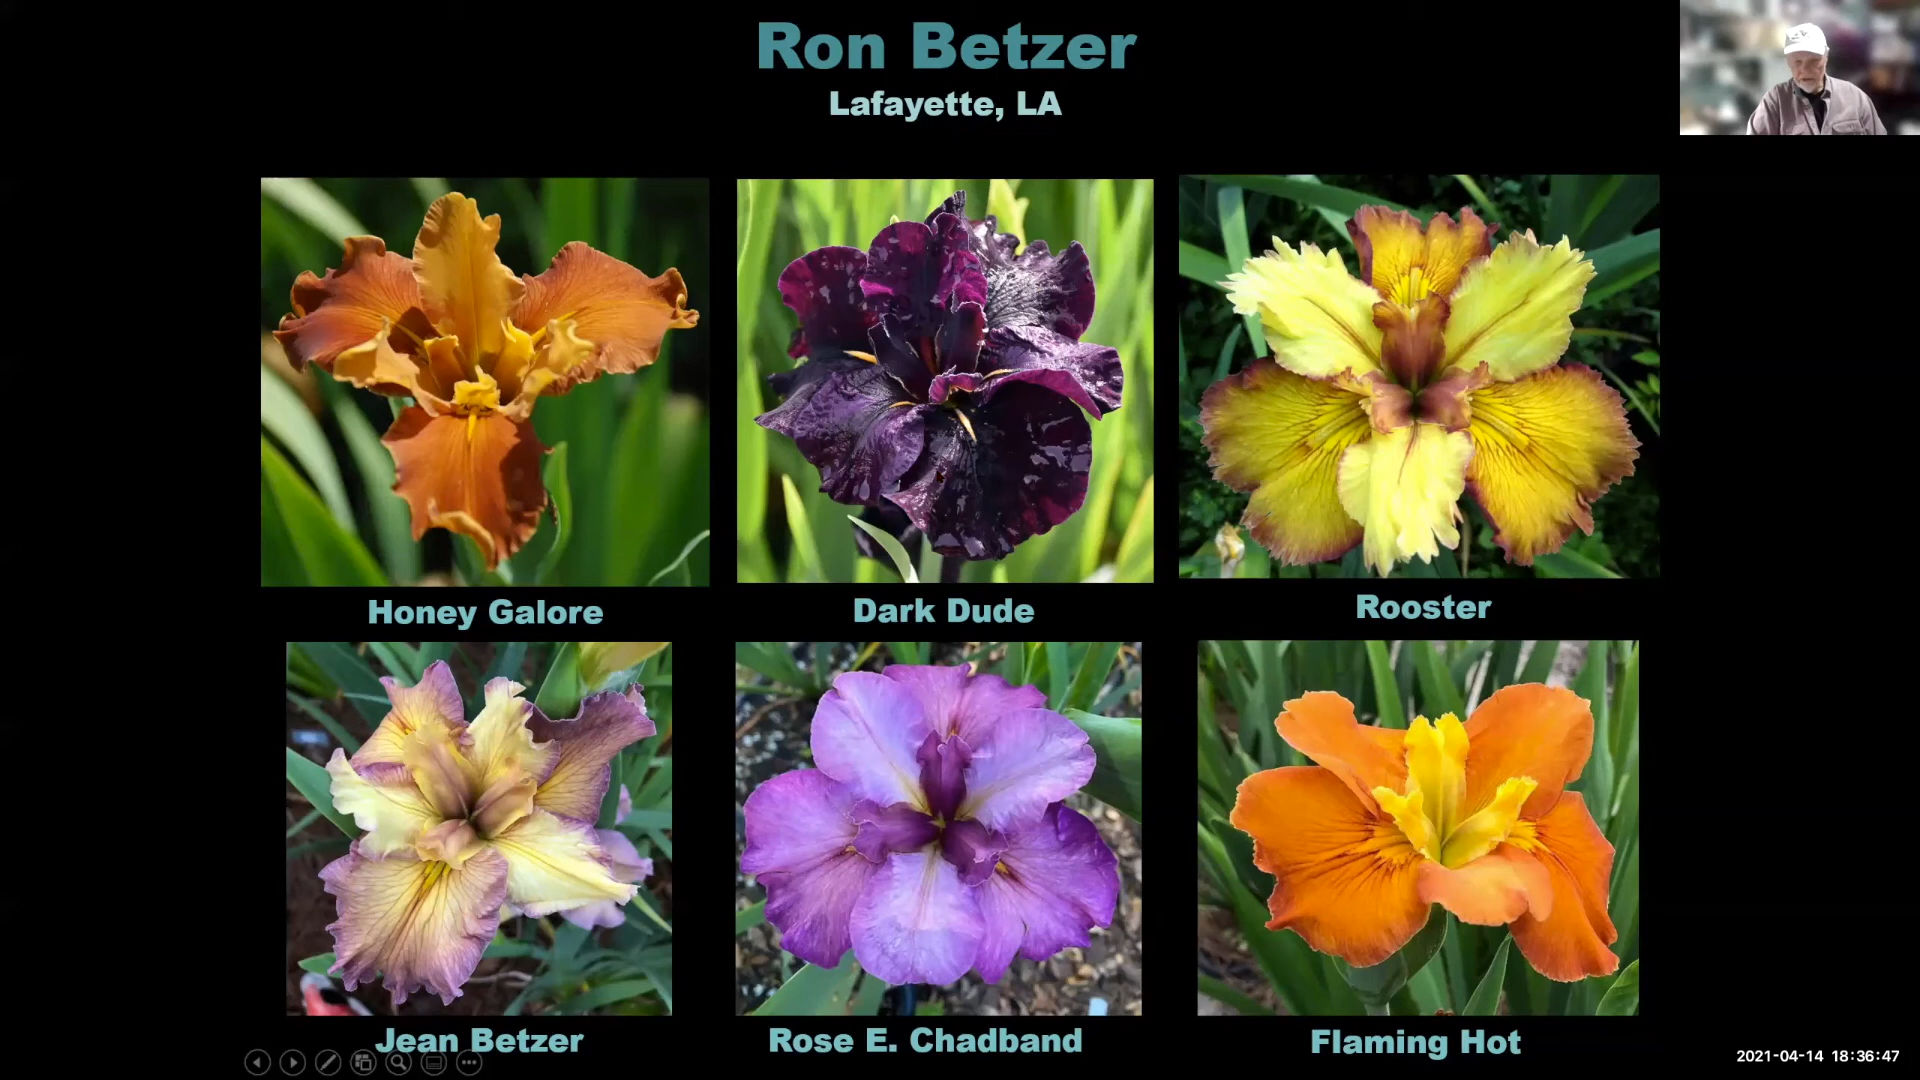 Ron Betzer
Lafayette, LA
Honey Galore
Dark Dude
Rooster
Jean Betzer
Rose E. Chadband
Flaming Hot
2021-04-14 18:36:47